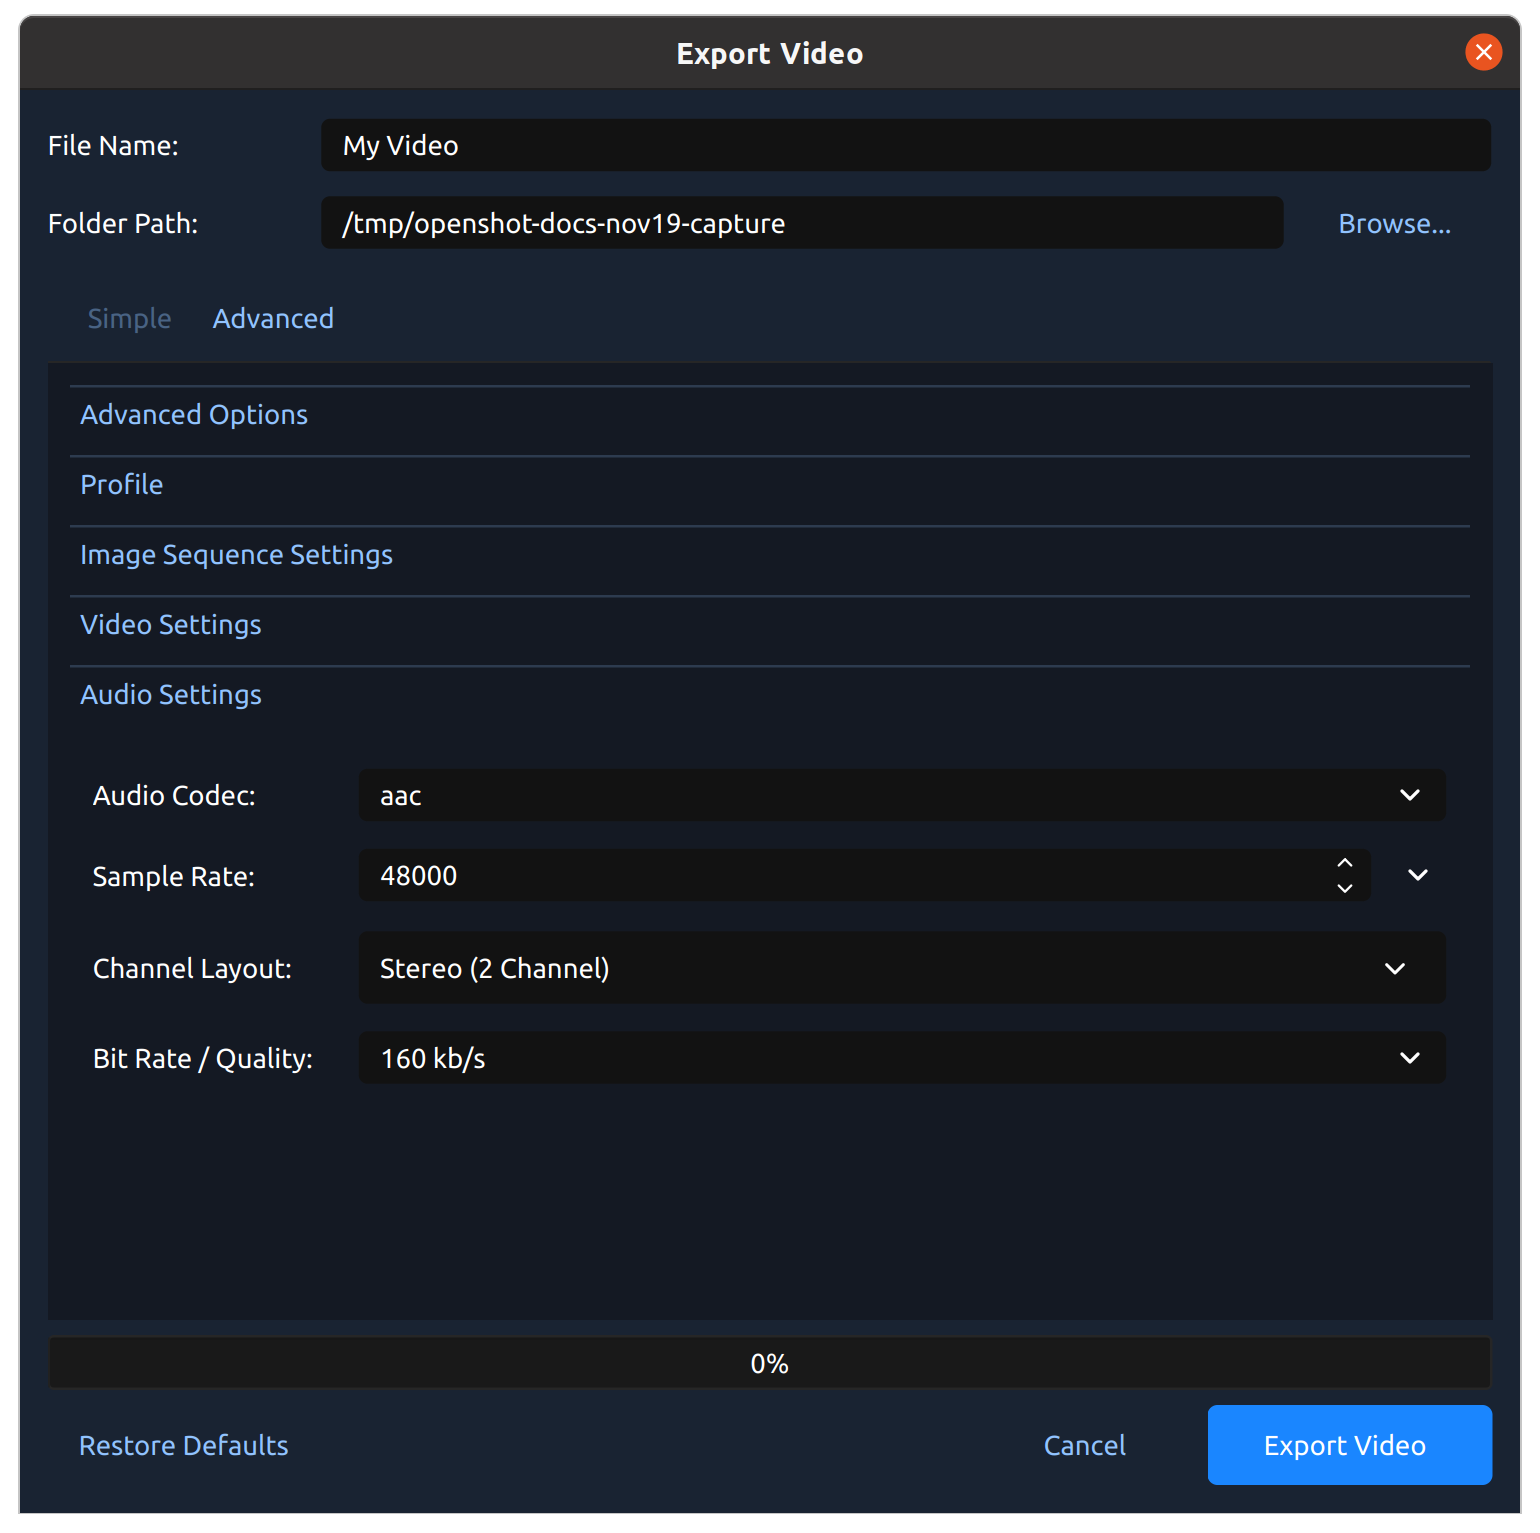 Export Video
File Name: My Video
Folder Path: /tmp/openshot-docs-nov19-capture Browse...
Simple Advanced
Advanced Options
Profile
Image Sequence Settings
Video Settings
Audio Settings
Audio Codec: aac
Sample Rate: 48000
Channel Layout: Stereo (2 Channel)
Bit Rate / Quality: 160 kb/s
0%
Restore Defaults Cancel Export Video